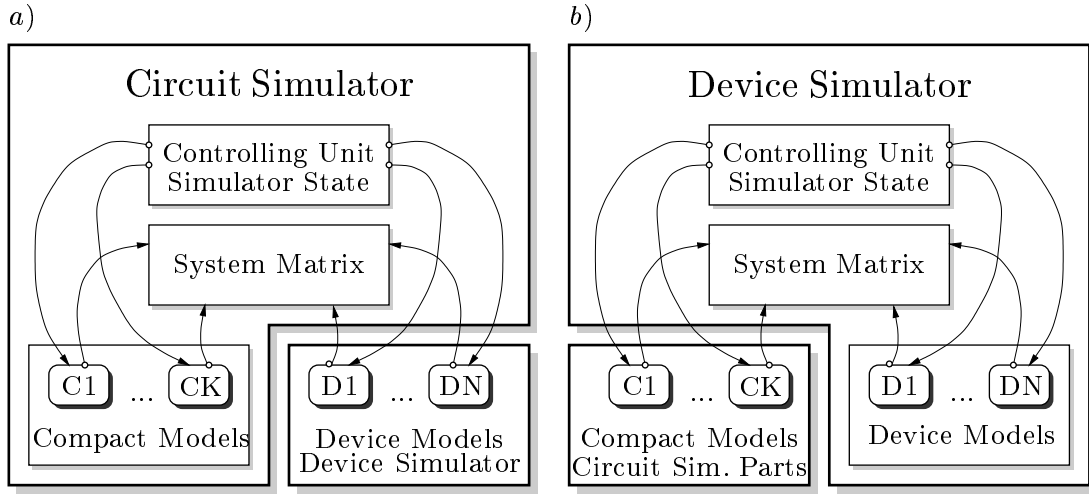 a)
Circuit Simulator
Controlling Unit
Simulator State
System Matrix
C1 ... CK
Compact Models
D1 ... DN
Device Models
Device Simulator
b)
Device Simulator
Controlling Unit
Simulator State
System Matrix
C1 ... CK
Compact Models
Circuit Sim. Parts
D1 ... DN
Device Models